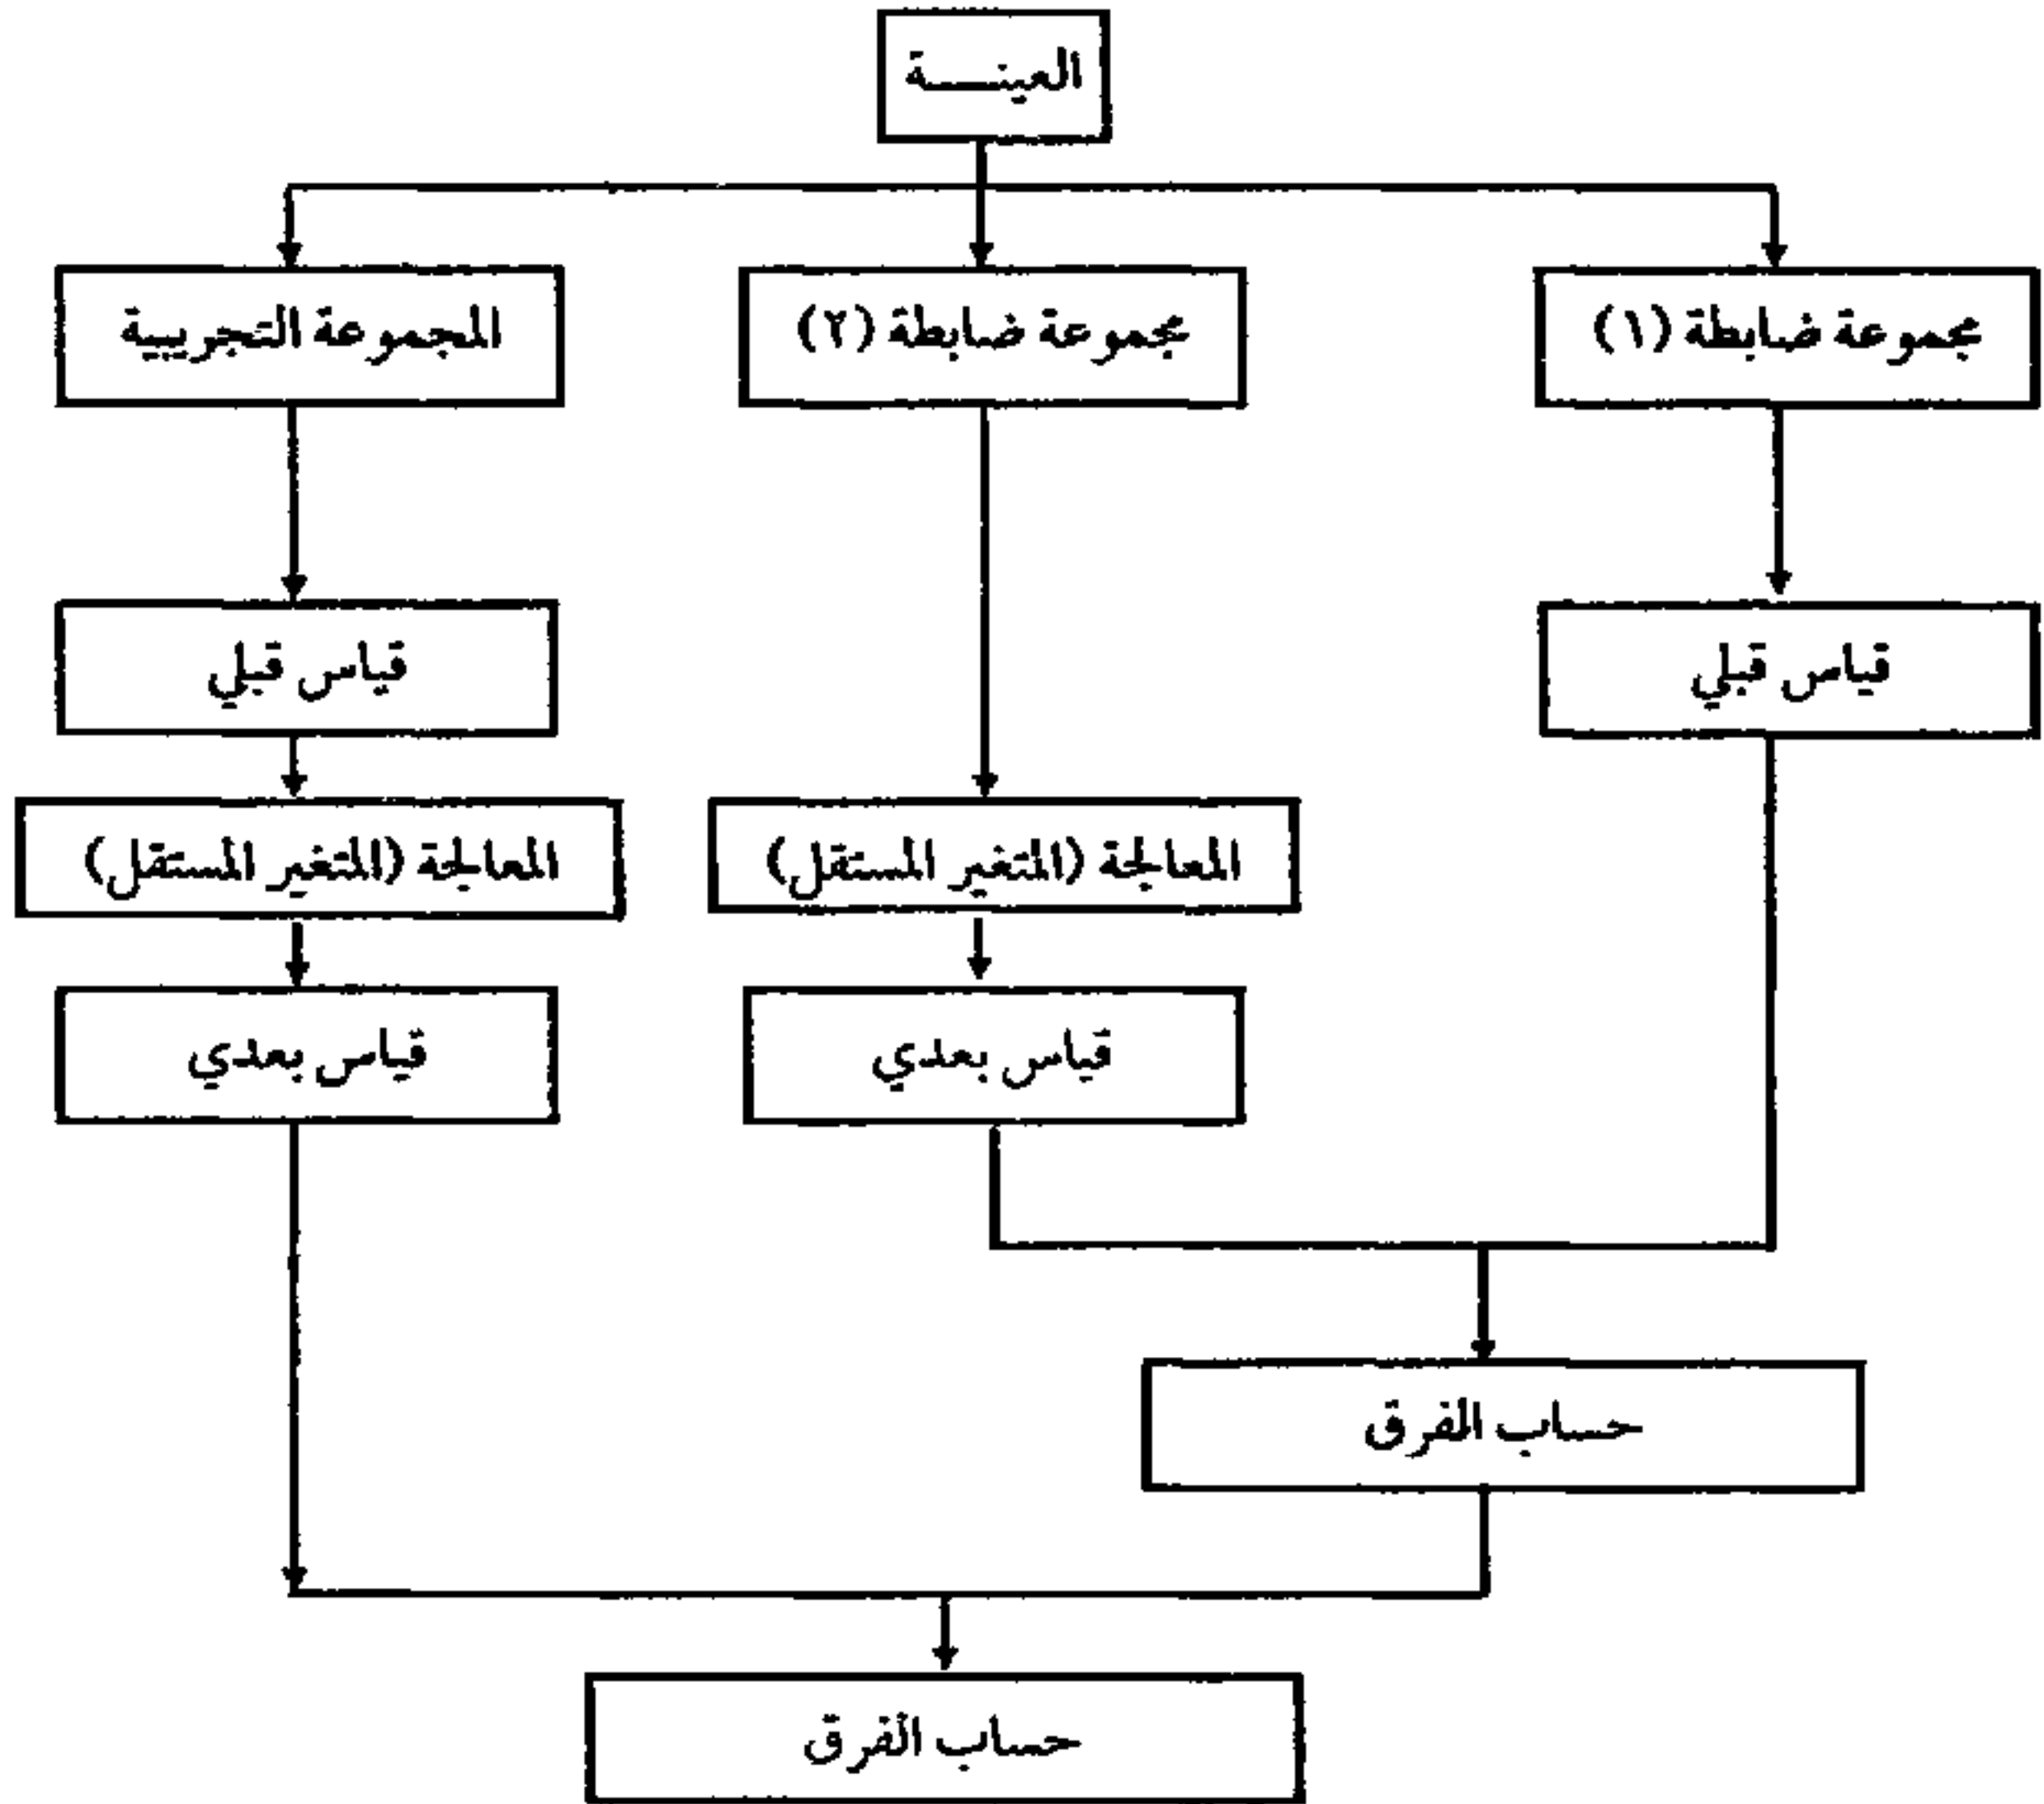 العينــــة
مجموعة ضابطة (١)
مجموعة ضابطة (٢)
المجموعة التجريبية
قياس قبلي
قياس قبلي
المعالجة (المتغير المستقل)
المعالجة (المتغير المستقل)
قياس بعدي
قياس بعدي
حساب الفرق
حساب الفرق